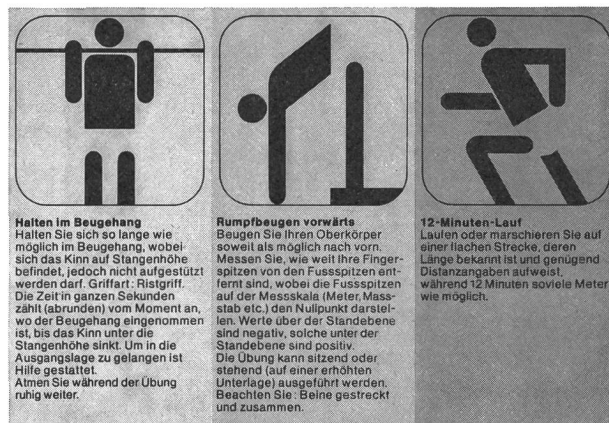 Halten im Beugehang
Halten Sie sich so lange wie
möglich im Beugehang, wobei
sich das Kinn auf Stangenhöhe
befindet, jedoch nicht aufgestützt
werden darf. Griffart: Ristgriff.
Die Zeit in ganzen Sekunden
zählt (abrunden) vom Moment an,
wo der Beugehang eingenommen
ist, bis das Kinn unter die
Stangenhöhe sinkt. Um in die
Ausgangslage zu gelangen ist
Hilfe gestattet.
Atmen Sie während der Übung
ruhig weiter.
Rumpfbeugen vorwärts
Beugen Sie Ihren Oberkörper
soweit als möglich nach vorn.
Messen Sie, wie weit Ihre Finger-
spitzen von den Fussspitzen ent-
fernt sind, wobei die Fussspitzen
auf der Messskala (Meter, Mass-
stab etc.) den Nullpunkt darstel-
len. Werte über der Standebene
sind negativ, solche unter der
Standebene sind positiv.
Die Übung kann sitzend oder
stehend (auf einer erhöhten
Unterlage) ausgeführt werden.
Beachten Sie: Beine gestreckt
und zusammen.
12-Minuten-Lauf
Laufen oder marschieren Sie auf
einer flachen Strecke, deren
Länge bekannt ist und genügend
Distanzangaben aufweist,
während 12 Minuten soviele Meter
wie möglich.